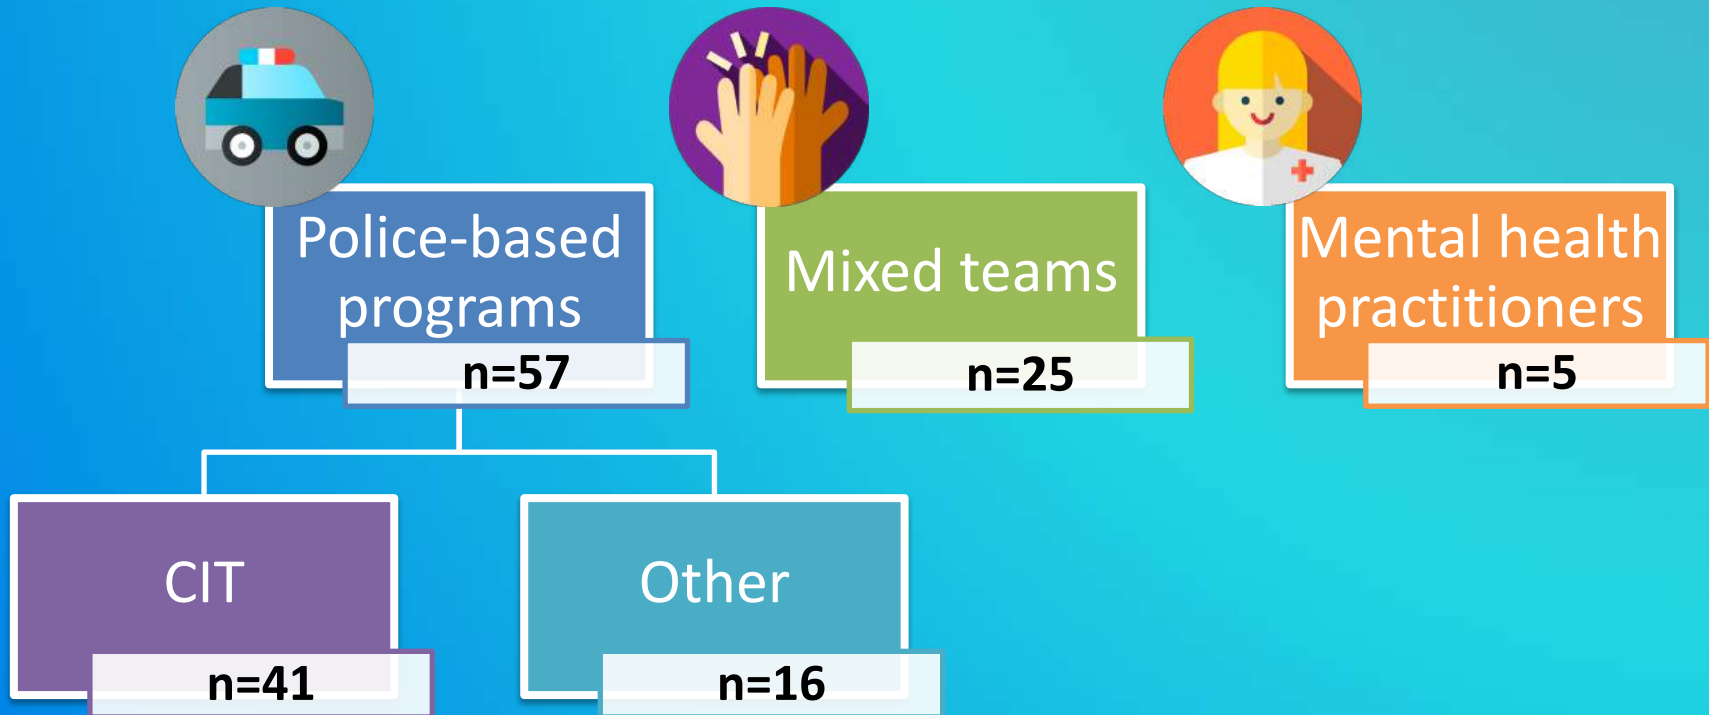 Police-based
programs
n=57
Mixed teams
n=25
Mental health
practitioners
n=5
CIT
n=41
Other
n=16